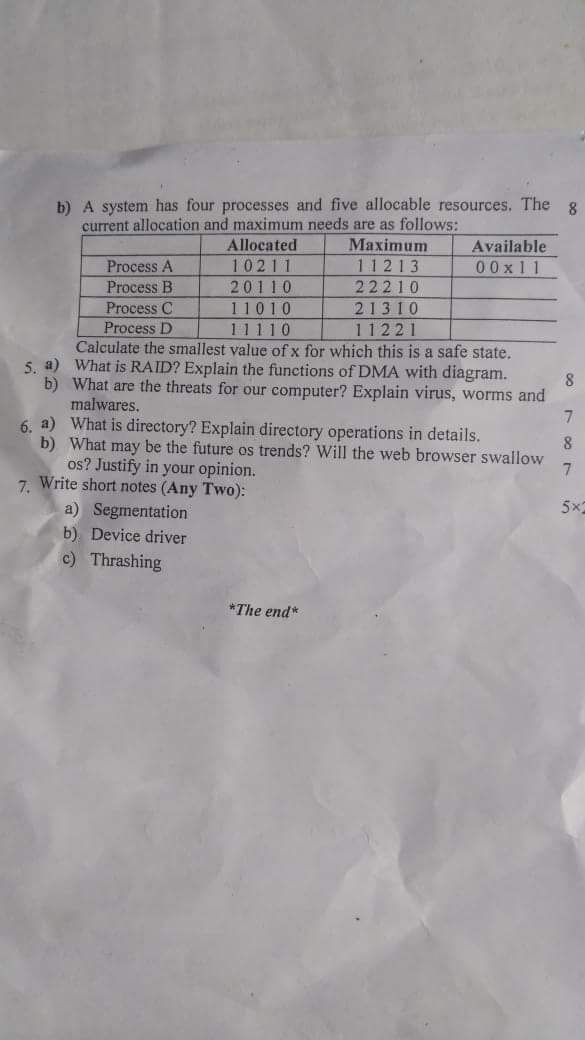 b) A system has four processes and five allocable resources. The 8
current allocation and maximum needs are as follows:
Allocated Maximum Available
Process A 1 0 2 1 1 1 1 2 1 3 0 0 x 1 1
Process B 2 0 1 1 0 2 2 2 1 0
Process C 1 1 0 1 0 2 1 3 1 0
Process D 1 1 1 1 0 1 1 2 2 1
Calculate the smallest value of x for which this is a safe state.
5. a) What is RAID? Explain the functions of DMA with diagram. 8
b) What are the threats for our computer? Explain virus, worms and
malwares. 7
6. a) What is directory? Explain directory operations in details. 8
b) What may be the future os trends? Will the web browser swallow
os? Justify in your opinion. 7
7. Write short notes (Any Two): 5×
a) Segmentation
b) Device driver
c) Thrashing
*The end*